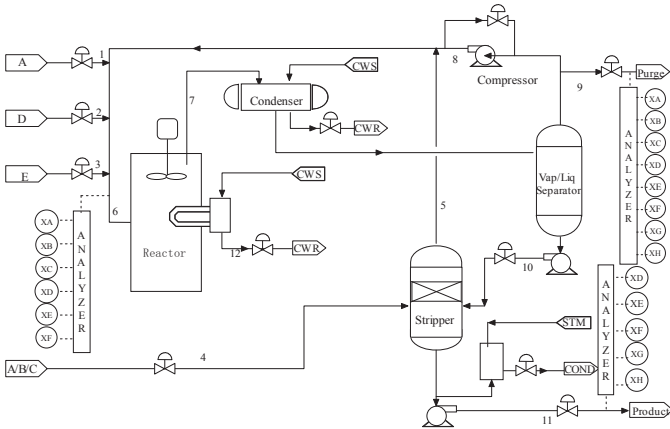 A
1
8
Compressor
9
Purge
CWS
7
Condenser
D
2
CWR
E
3
Vap/Liq
Separator
ANALYZER
XA
XB
XC
XD
XE
XF
XG
XH
CWS
5
6
Reactor
12
CWR
ANALYZER
XA
XB
XC
XD
XE
XF
10
Stripper
STM
COND
ANALYZER
XD
XE
XF
XG
XH
A/B/C
4
11
Product